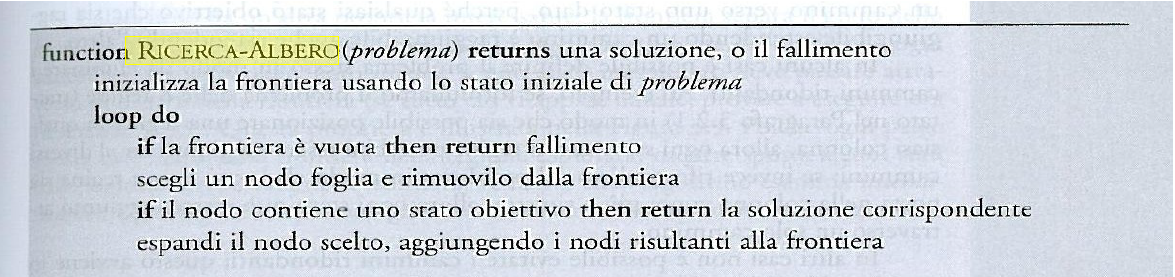 function RICERCA-ALBERO(problema) returns una soluzione, o il fallimento
inizializza la frontiera usando lo stato iniziale di problema
loop do
if la frontiera è vuota then return fallimento
scegli un nodo foglia e rimuovilo dalla frontiera
if il nodo contiene uno stato obiettivo then return la soluzione corrispondente
espandi il nodo scelto, aggiungendo i nodi risultanti alla frontiera